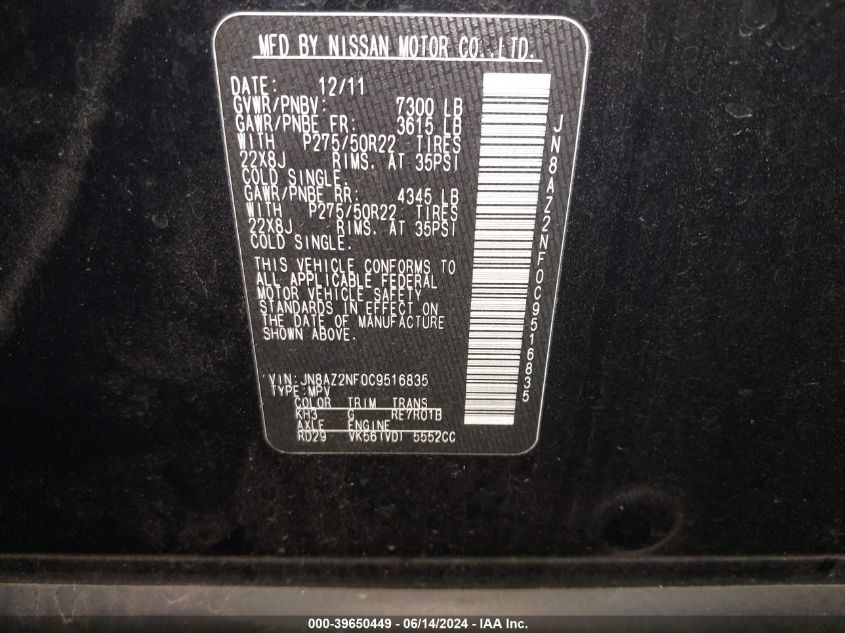 MFD BY NISSAN MOTOR CO.,LTD.
DATE: 12/11
GVWR/PNBV: 7300 LB
GAWR/PNBE FR: 3615 LB
WITH P275/50R22 TIRES
22X8J RIMS. AT 35PSI
COLD SINGLE.
GAWR/PNBE RR: 4345 LB
WITH P275/50R22 TIRES
22X8J RIMS. AT 35PSI
COLD SINGLE.
THIS VEHICLE CONFORMS TO
ALL APPLICABLE FEDERAL
MOTOR VEHICLE SAFETY
STANDARDS IN EFFECT ON
THE DATE OF MANUFACTURE
SHOWN ABOVE.
VIN: JN8AZ2NF0C9516835
TYPE: MPV
COLOR TRIM TRANS
KH3 G RE7R01B
AXLE ENGINE
RD29 VK56(VD) 5552CC
JN8AZ2NF0C9516835
000-39650449 - 06/14/2024 - IAA Inc.